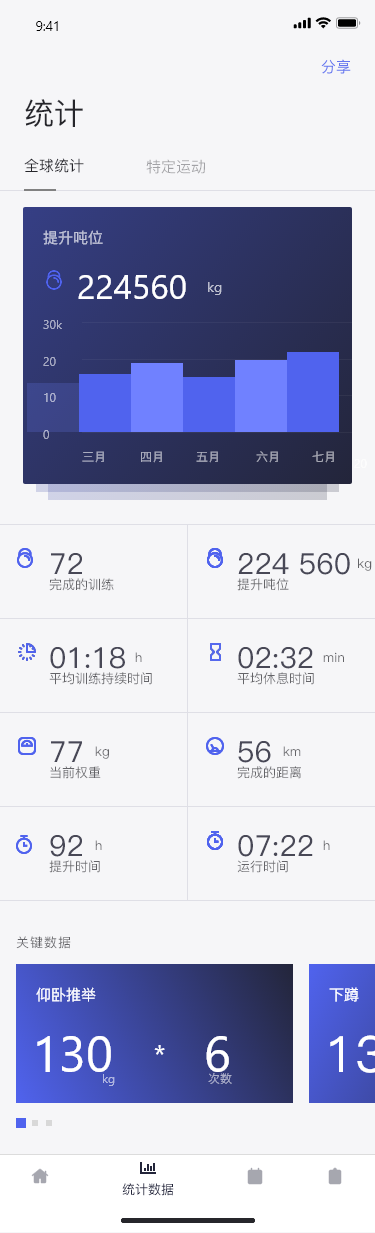 9:41
分享
统计
全球统计 特定运动
提升吨位
224560 kg
30k
20
10
0
三月 四月 五月 六月 七月
72
完成的训练
224 560 kg
提升吨位
01:18 h
平均训练持续时间
02:32 min
平均休息时间
77 kg
当前权重
56 km
完成的距离
92 h
提升时间
07:22 h
运行时间
关键数据
仰卧推举
130 * 6
kg 次数
下蹲
13
统计数据